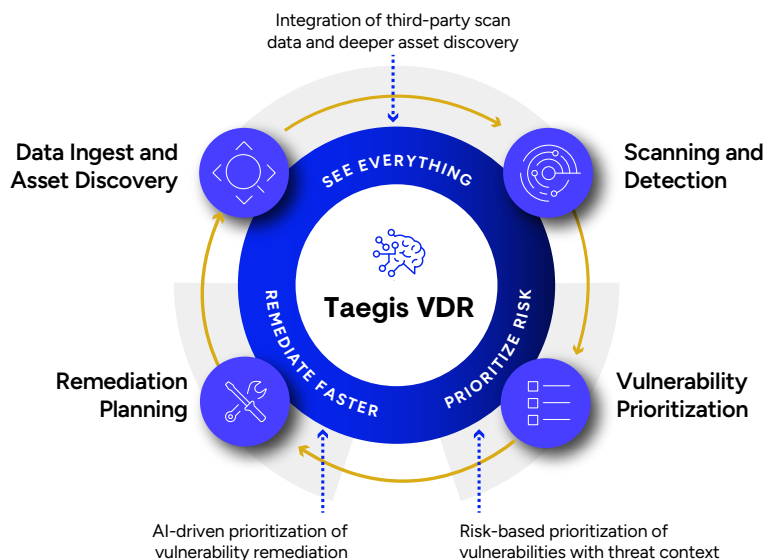 Integration of third-party scan
data and deeper asset discovery
Data Ingest and
Asset Discovery
SEE EVERYTHING
Scanning and
Detection
Taegis VDR
REMEDIATE FASTER
PRIORITIZE RISK
Remediation
Planning
Vulnerability
Prioritization
AI-driven prioritization of
vulnerability remediation
Risk-based prioritization of
vulnerabilities with threat context